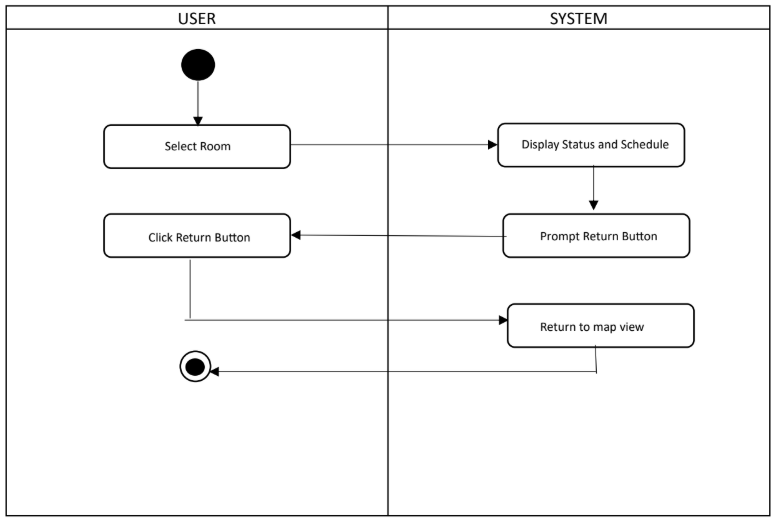 USER
SYSTEM
Select Room
Display Status and Schedule
Click Return Button
Prompt Return Button
Return to map view